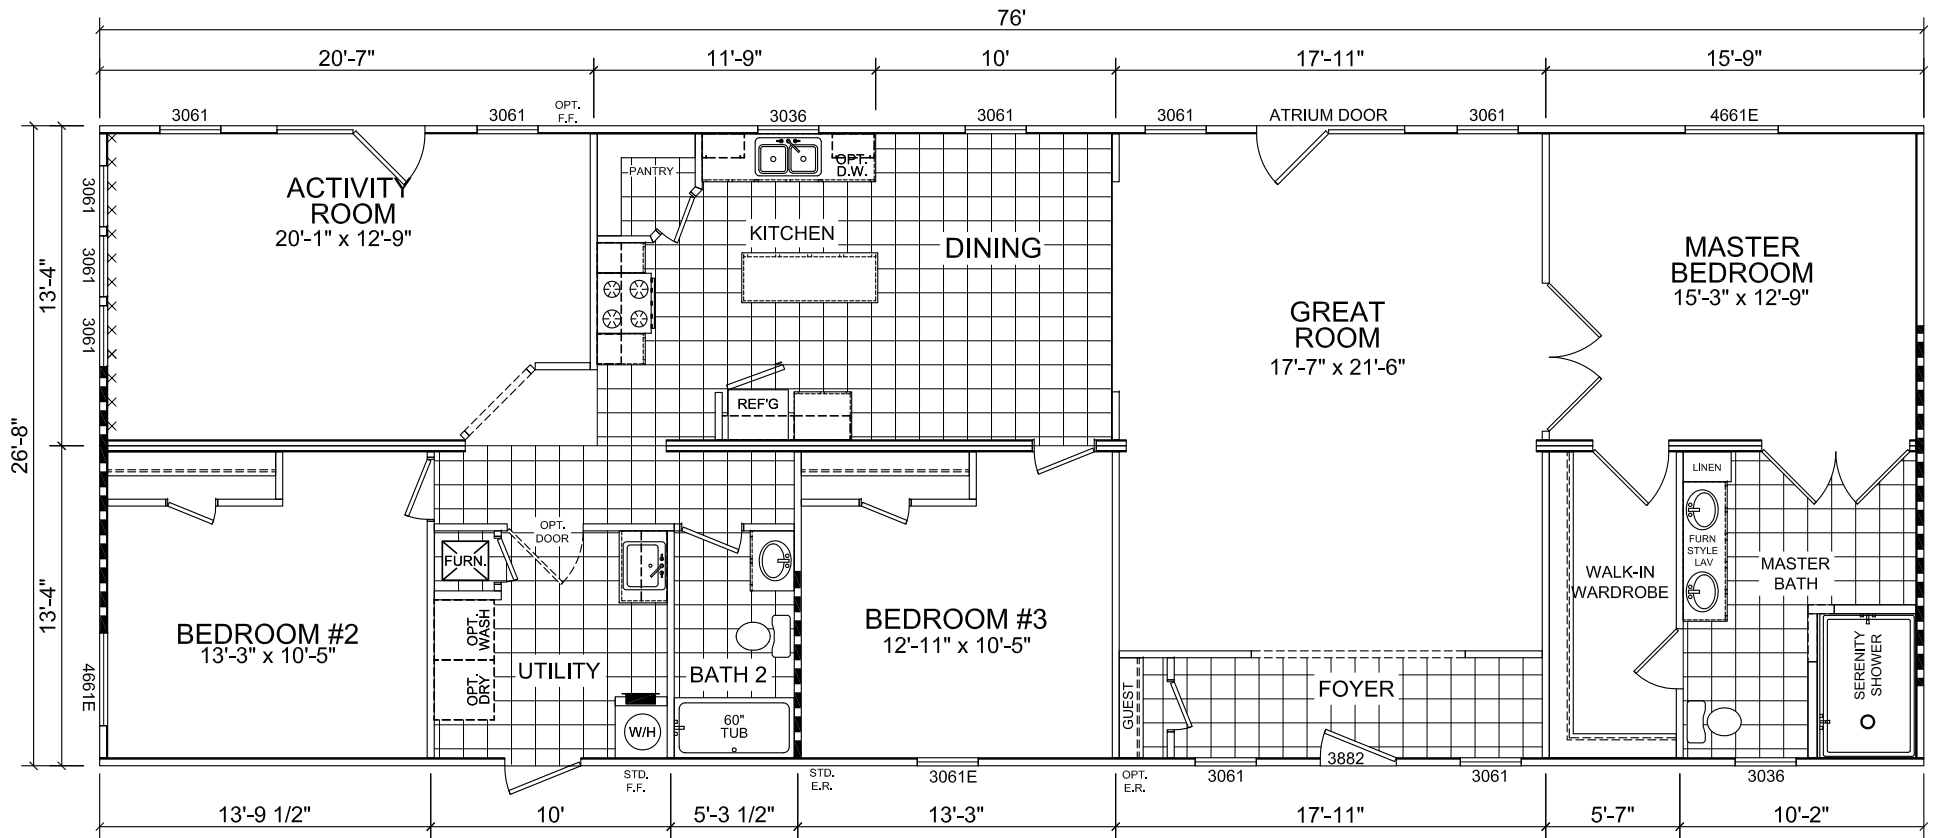 76'
20'-7"
11'-9"
10'
17'-11"
15'-9"
3061
3061
OPT.
F.F.
3036
3061
3061
ATRIUM DOOR
3061
4661E
26'-8"
13'-4"
13'-4"
3061
3061
3061
4661E
ACTIVITY
ROOM
20'-1" x 12'-9"
PANTRY
OPT.
D.W.
KITCHEN
DINING
REF'G
GREAT
ROOM
17'-7" x 21'-6"
MASTER
BEDROOM
15'-3" x 12'-9"
BEDROOM #2
13'-3" x 10'-5"
FURN.
OPT.
DOOR
OPT.
WASH
OPT.
DRY
UTILITY
W/H
BATH 2
60"
TUB
BEDROOM #3
12'-11" x 10'-5"
GUEST
FOYER
3882
WALK-IN
WARDROBE
LINEN
FURN
STYLE
LAV
MASTER
BATH
SERENITY
SHOWER
STD.
F.F.
STD.
E.R.
3061E
OPT.
E.R.
3061
3061
3036
13'-9 1/2"
10'
5'-3 1/2"
13'-3"
17'-11"
5'-7"
10'-2"